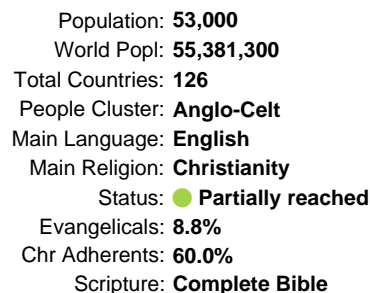 Population: 53,000
World Popl: 55,381,300
Total Countries: 126
People Cluster: Anglo-Celt
Main Language: English
Main Religion: Christianity
Status: Partially reached
Evangelicals: 8.8%
Chr Adherents: 60.0%
Scripture: Complete Bible